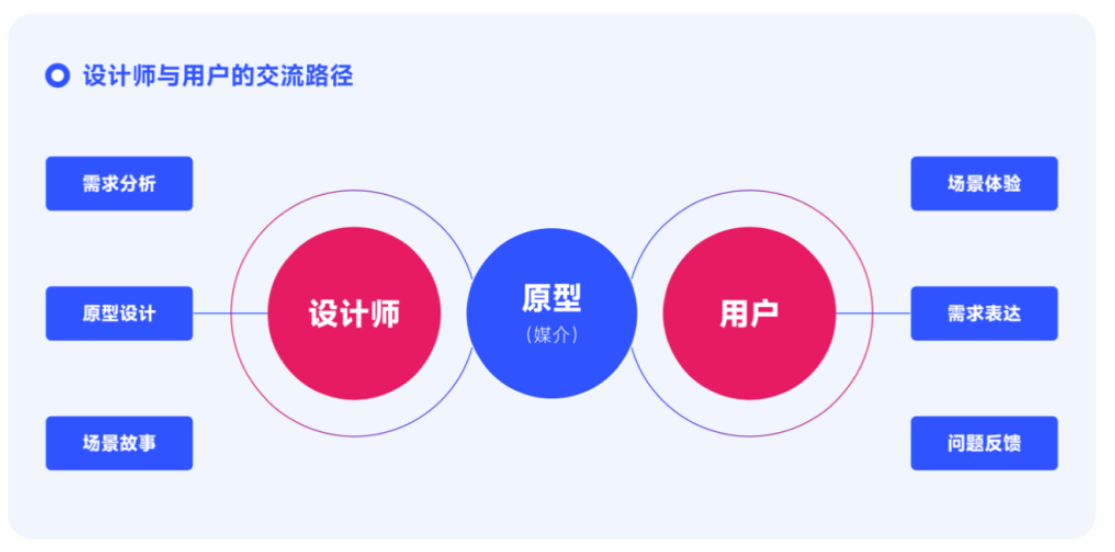 设计师与用户的交流路径
需求分析
原型设计
场景故事
设计师
原型
（媒介）
用户
场景体验
需求表达
问题反馈